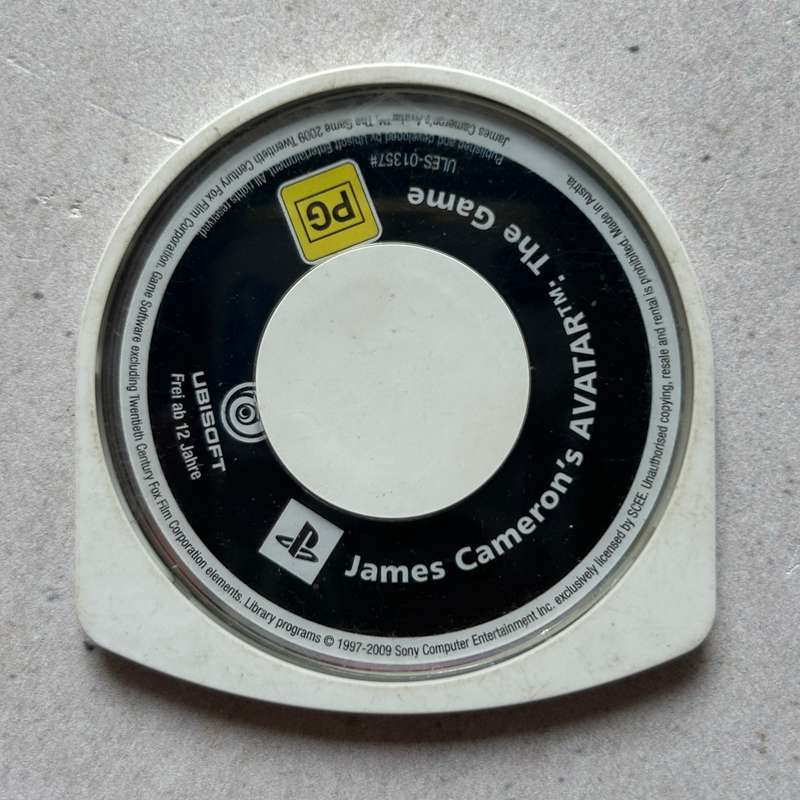 James Cameron's AVATAR™: The Game
ULES-01357#
PG
UBISOFT
Frei ab 12 Jahre
Library programs © 1997-2009 Sony Computer Entertainment Inc. exclusively licensed by SCEE. Unauthorised copying, resale and rental is prohibited. Made in Austria.
James Cameron's Avatar™: The Game 2009 Twentieth Century Fox Film Corporation. Game Software excluding Twentieth Century Fox Film Corporation elements.
Publishing and developed by Ubisoft Entertainment. All rights reserved.